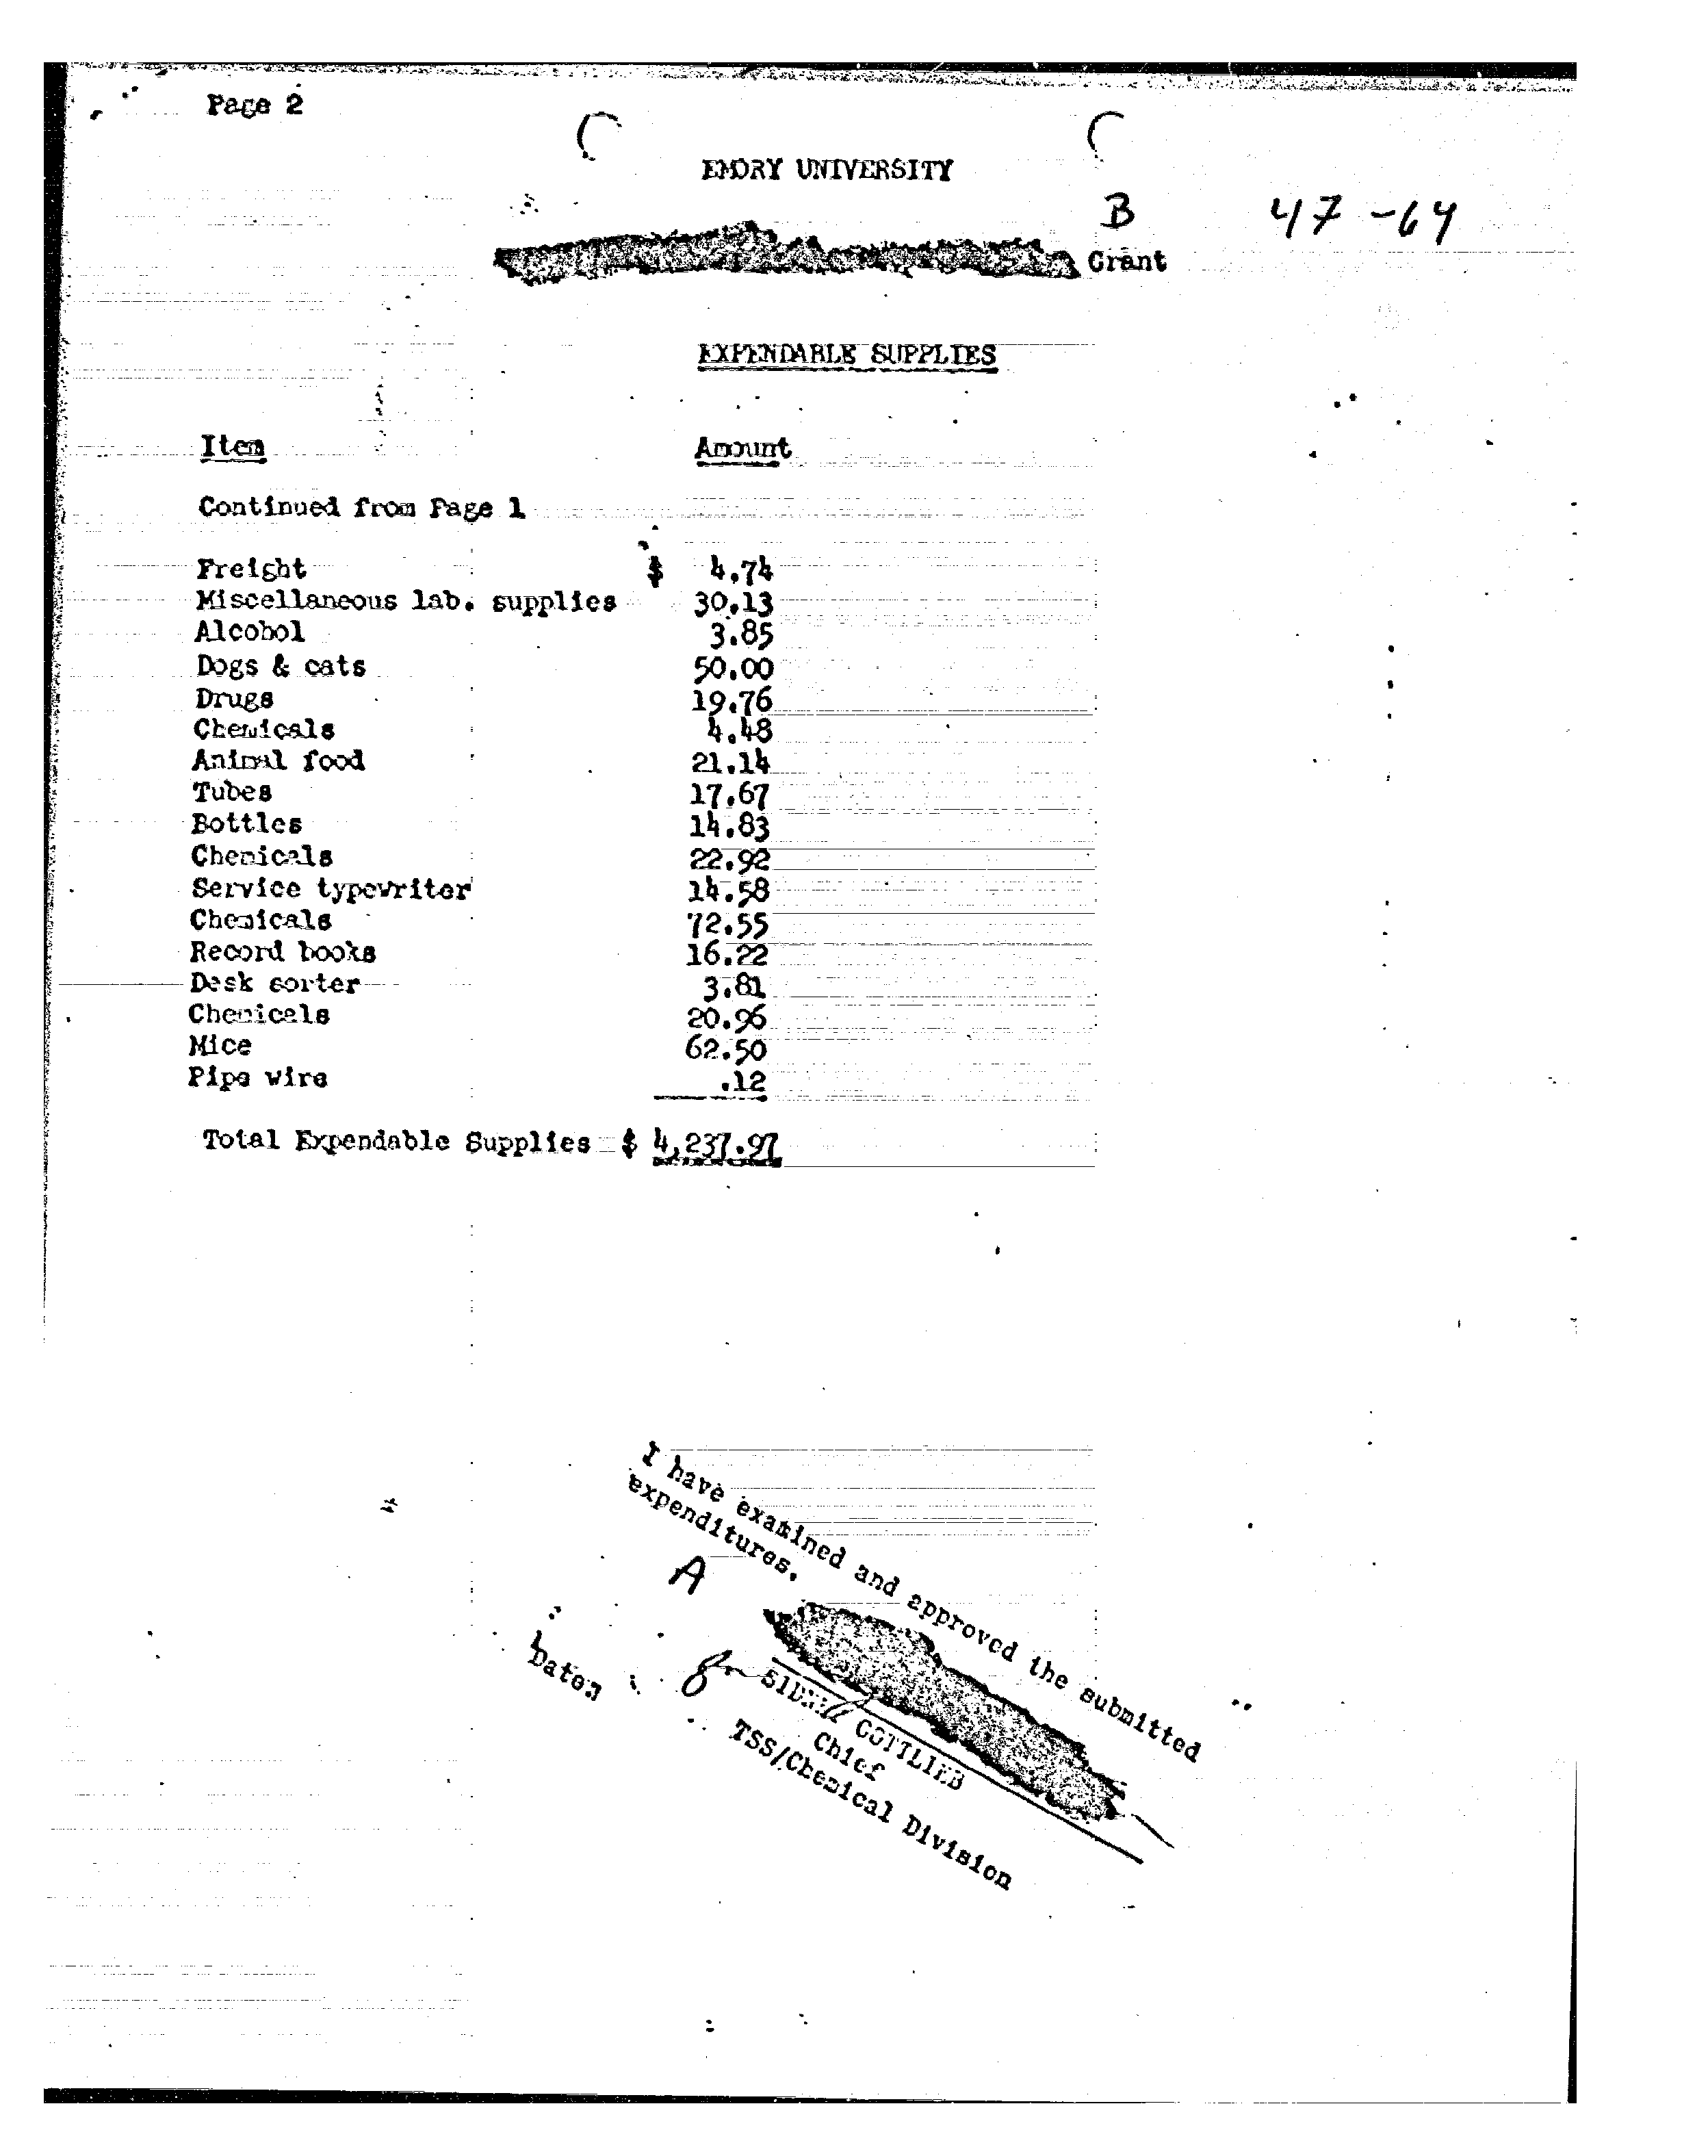 Page 2
EMORY UNIVERSITY
B 47-64
Grant
EXPENDABLE SUPPLIES
Item Amount
Continued from Page 1
Freight $ 4.74
Miscellaneous lab. supplies 30.13
Alcohol 3.85
Dogs & cats 50.00
Drugs 19.76
Chemicals 4.48
Animal food 21.14
Tubes 17.67
Bottles 14.83
Chemicals 22.92
Service typewriter 14.58
Chemicals 72.55
Record books 16.22
Desk sorter 3.81
Chemicals 20.96
Mice 62.50
Pipe wire .12
Total Expendable Supplies $ 4,237.97
I have examined and approved the submitted
expenditures.
A
Date:
for SIDNEY GOTTLIEB
Chief
TSS/Chemical Division